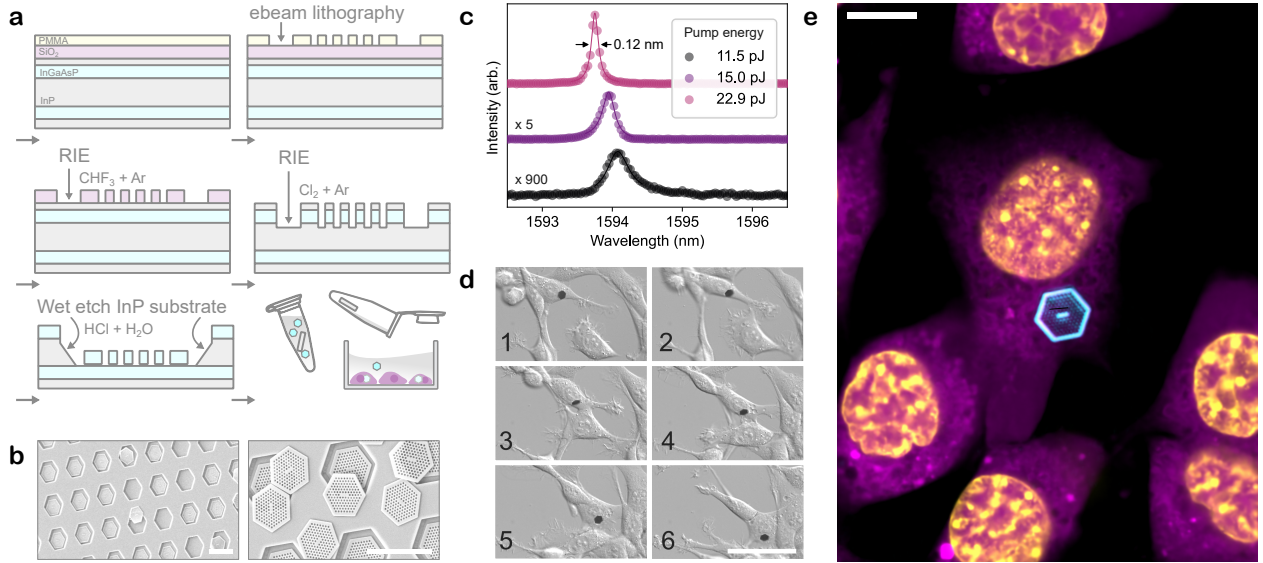 a
ebeam lithography
PMMA
SiO₂
InGaAsP
InP
RIE
CHF₃ + Ar
RIE
Cl₂ + Ar
Wet etch InP substrate
HCl + H₂O
b
c
Intensity (arb.)
0.12 nm
Pump energy
11.5 pJ
15.0 pJ
22.9 pJ
x 5
x 900
1593
1594
1595
1596
Wavelength (nm)
d
1
2
3
4
5
6
e